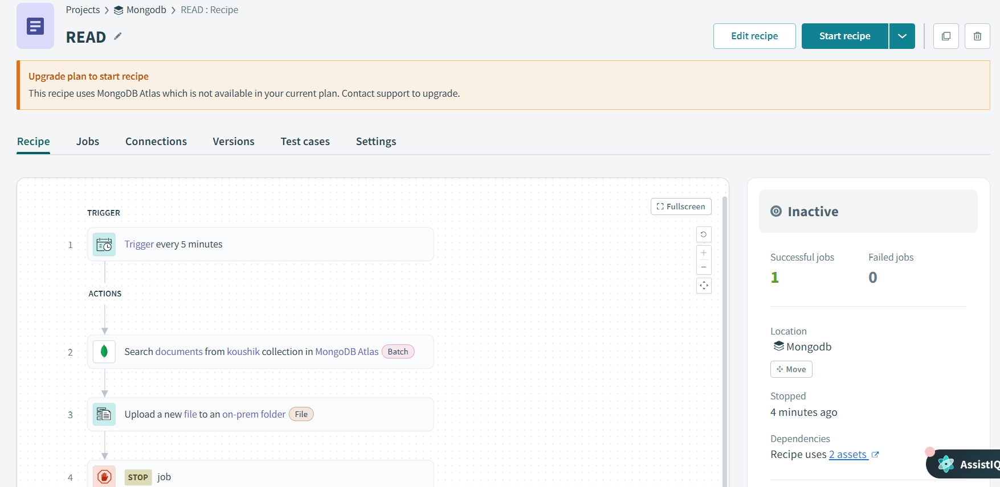 Projects > Mongodb > READ : Recipe
READ
Edit recipe
Start recipe
Upgrade plan to start recipe
This recipe uses MongoDB Atlas which is not available in your current plan. Contact support to upgrade.
Recipe Jobs Connections Versions Test cases Settings
Fullscreen
TRIGGER
1 Trigger every 5 minutes
ACTIONS
2 Search documents from koushik collection in MongoDB Atlas Batch
3 Upload a new file to an on-prem folder File
4 STOP job
Inactive
Successful jobs Failed jobs
1 0
Location
Mongodb
Move
Stopped
4 minutes ago
Dependencies
Recipe uses 2 assets
AssistIQ